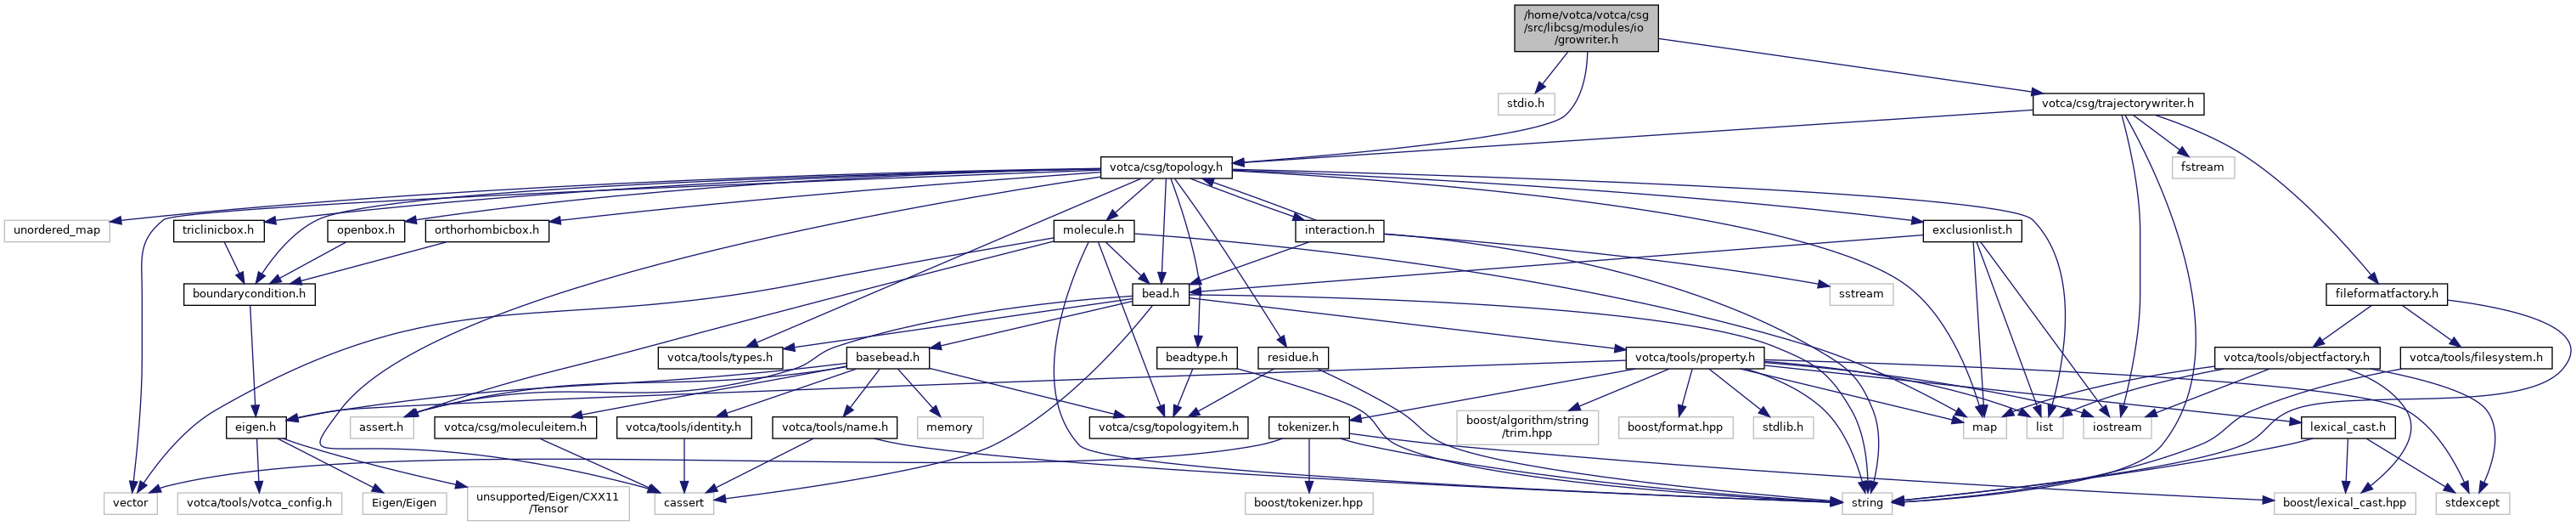 /home/votca/votca/csg
/src/libcsg/modules/io
/growriter.h
stdio.h
votca/csg/trajectorywriter.h
votca/csg/topology.h
fstream
unordered_map
triclinicbox.h
openbox.h
orthorhombicbox.h
molecule.h
interaction.h
exclusionlist.h
boundarycondition.h
bead.h
sstream
fileformatfactory.h
votca/tools/types.h
basebead.h
beadtype.h
residue.h
votca/tools/property.h
votca/tools/objectfactory.h
votca/tools/filesystem.h
eigen.h
assert.h
votca/csg/moleculeitem.h
votca/tools/identity.h
votca/tools/name.h
memory
votca/csg/topologyitem.h
tokenizer.h
boost/algorithm/string
/trim.hpp
boost/format.hpp
stdlib.h
map
list
iostream
lexical_cast.h
vector
votca/tools/votca_config.h
Eigen/Eigen
unsupported/Eigen/CXX11
/Tensor
cassert
boost/tokenizer.hpp
string
boost/lexical_cast.hpp
stdexcept